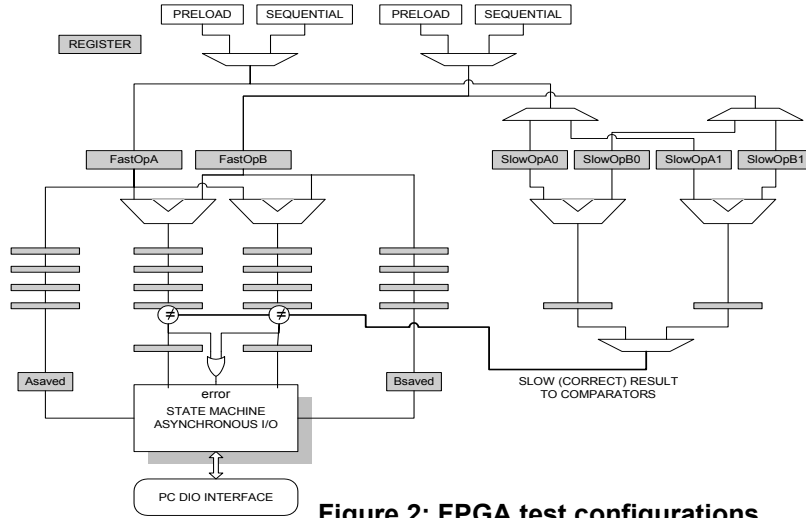 PRELOAD
SEQUENTIAL
PRELOAD
SEQUENTIAL
REGISTER
FastOpA
FastOpB
SlowOpA0
SlowOpB0
SlowOpA1
SlowOpB1
≠
≠
Asaved
error
Bsaved
STATE MACHINE
ASYNCHRONOUS I/O
SLOW (CORRECT) RESULT
TO COMPARATORS
PC DIO INTERFACE
Figure 2: FPGA test configurations